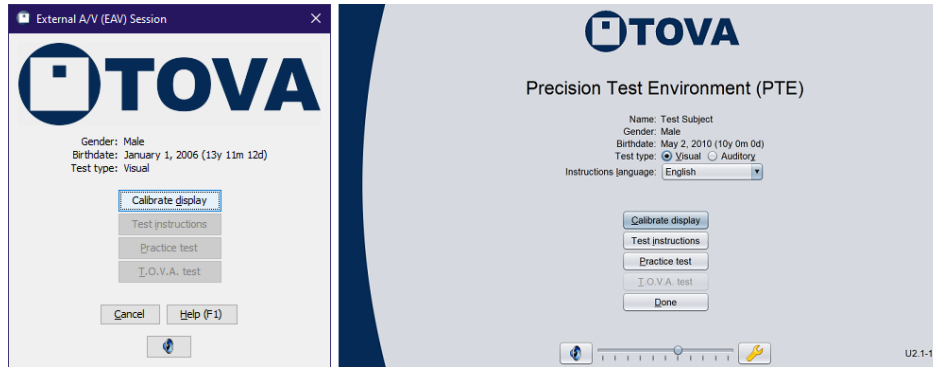 External A/V (EAV) Session
TOVA
Gender: Male
Birthdate: January 1, 2006 (13y 11m 12d)
Test type: Visual
Calibrate display
Test instructions
Practice test
T.O.V.A. test
Cancel Help (F1)
TOVA
Precision Test Environment (PTE)
Name: Test Subject
Gender: Male
Birthdate: May 2, 2010 (10y 0m 0d)
Test type: Visual Auditory
Instructions language: English
Calibrate display
Test instructions
Practice test
T.O.V.A. test
Done
U2.1-1